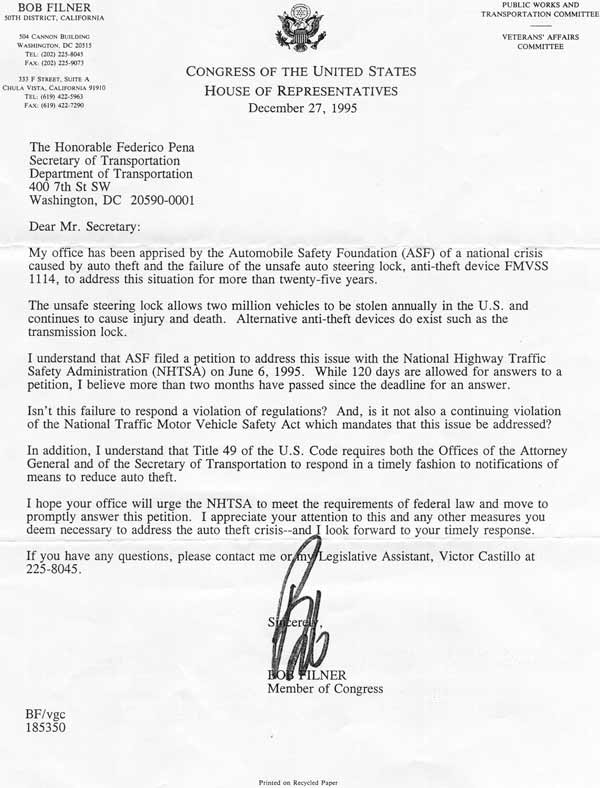 BOB FILNER
50TH DISTRICT, CALIFORNIA
504 CANNON BUILDING
WASHINGTON, DC 20515
TEL: (202) 225-8045
FAX: (202) 225-9073
333 F STREET, SUITE A
CHULA VISTA, CALIFORNIA 91910
TEL: (619) 422-5963
FAX: (619) 422-7290
PUBLIC WORKS AND
TRANSPORTATION COMMITTEE
VETERANS' AFFAIRS
COMMITTEE
CONGRESS OF THE UNITED STATES
HOUSE OF REPRESENTATIVES
December 27, 1995
The Honorable Federico Pena
Secretary of Transportation
Department of Transportation
400 7th St SW
Washington, DC 20590-0001
Dear Mr. Secretary:
My office has been apprised by the Automobile Safety Foundation (ASF) of a national crisis
caused by auto theft and the failure of the unsafe auto steering lock, anti-theft device FMVSS
1114, to address this situation for more than twenty-five years.
The unsafe steering lock allows two million vehicles to be stolen annually in the U.S. and
continues to cause injury and death. Alternative anti-theft devices do exist such as the
transmission lock.
I understand that ASF filed a petition to address this issue with the National Highway Traffic
Safety Administration (NHTSA) on June 6, 1995. While 120 days are allowed for answers to a
petition, I believe more than two months have passed since the deadline for an answer.
Isn't this failure to respond a violation of regulations? And, is it not also a continuing violation
of the National Traffic Motor Vehicle Safety Act which mandates that this issue be addressed?
In addition, I understand that Title 49 of the U.S. Code requires both the Offices of the Attorney
General and of the Secretary of Transportation to respond in a timely fashion to notifications of
means to reduce auto theft.
I hope your office will urge the NHTSA to meet the requirements of federal law and move to
promptly answer this petition. I appreciate your attention to this and any other measures you
deem necessary to address the auto theft crisis--and I look forward to your timely response.
If you have any questions, please contact me or my Legislative Assistant, Victor Castillo at
225-8045.
Sincerely,
Bob
BOB FILNER
Member of Congress
BF/vgc
185350
Printed on Recycled Paper